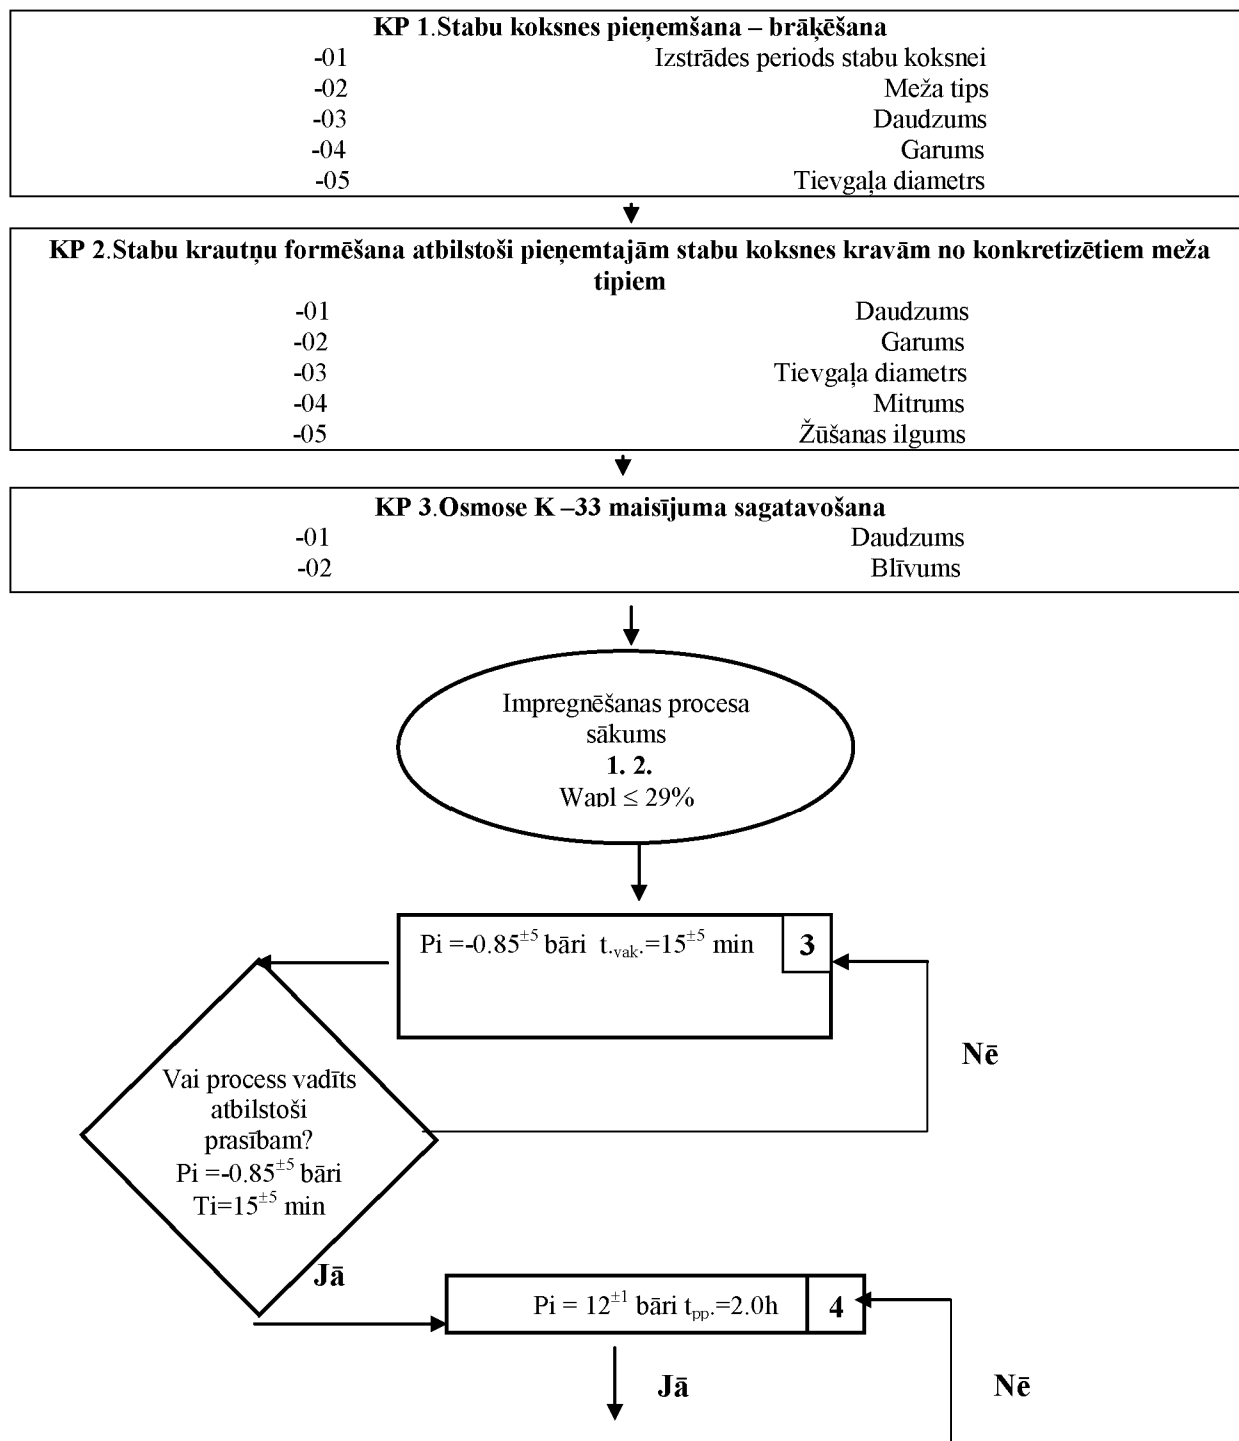 KP 1.Stabu koksnes pieņemšana – brāķēšana
-01 Izstrādes periods stabu koksnei
-02 Meža tips
-03 Daudzums
-04 Garums
-05 Tievgaļa diametrs
KP 2.Stabu krautņu formēšana atbilstoši pieņemtajām stabu koksnes kravām no konkretizētiem meža
tipiem
-01 Daudzums
-02 Garums
-03 Tievgaļa diametrs
-04 Mitrums
-05 Žūšanas ilgums
KP 3.Osmose K –33 maisījuma sagatavošana
-01 Daudzums
-02 Blīvums
Impregnēšanas procesa
sākums
1. 2.
Wapl ≤ 29%
Pi =-0.85±5 bāri t.vak.=15±5 min 3
Nē
Vai process vadīts
atbilstoši
prasībam?
Pi =-0.85±5 bāri
Ti=15±5 min
Jā
Pi = 12±1 bāri tpp.=2.0h 4
Jā Nē